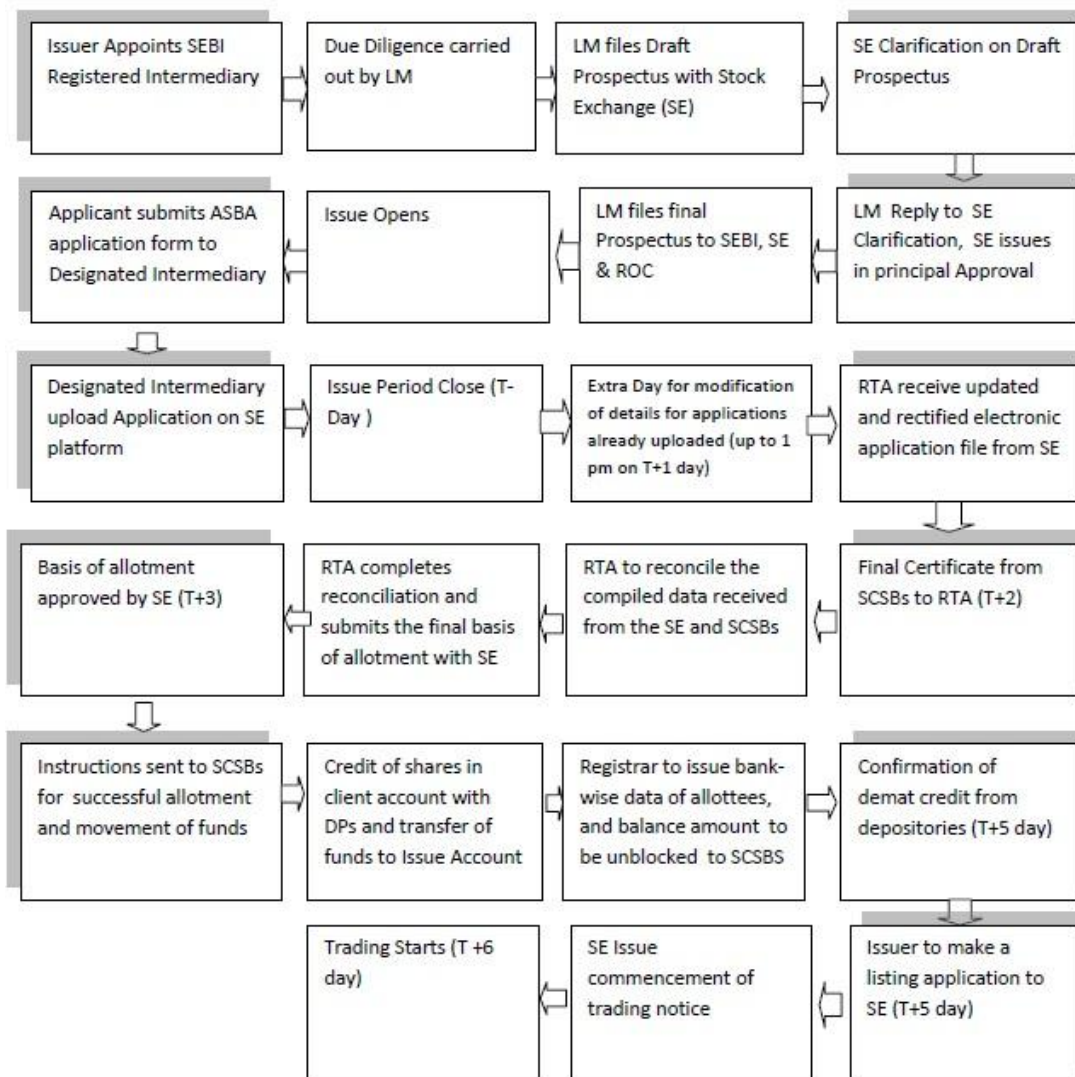 Issuer Appoints SEBI
Registered Intermediary
Due Diligence carried
out by LM
LM files Draft
Prospectus with Stock
Exchange (SE)
SE Clarification on Draft
Prospectus
LM Reply to SE
Clarification, SE issues
in principal Approval
LM files final
Prospectus to SEBI, SE
& ROC
Issue Opens
Applicant submits ASBA
application form to
Designated Intermediary
Designated Intermediary
upload Application on SE
platform
Issue Period Close (T-
Day )
Extra Day for modification
of details for applications
already uploaded (up to 1
pm on T+1 day)
RTA receive updated
and rectified electronic
application file from SE
Final Certificate from
SCSBs to RTA (T+2)
RTA to reconcile the
compiled data received
from the SE and SCSBs
RTA completes
reconciliation and
submits the final basis
of allotment with SE
Basis of allotment
approved by SE (T+3)
Instructions sent to SCSBs
for successful allotment
and movement of funds
Credit of shares in
client account with
DPs and transfer of
funds to Issue Account
Registrar to issue bank-
wise data of allottees,
and balance amount to
be unblocked to SCSBS
Confirmation of
demat credit from
depositories (T+5 day)
Issuer to make a
listing application to
SE (T+5 day)
SE Issue
commencement of
trading notice
Trading Starts (T +6
day)